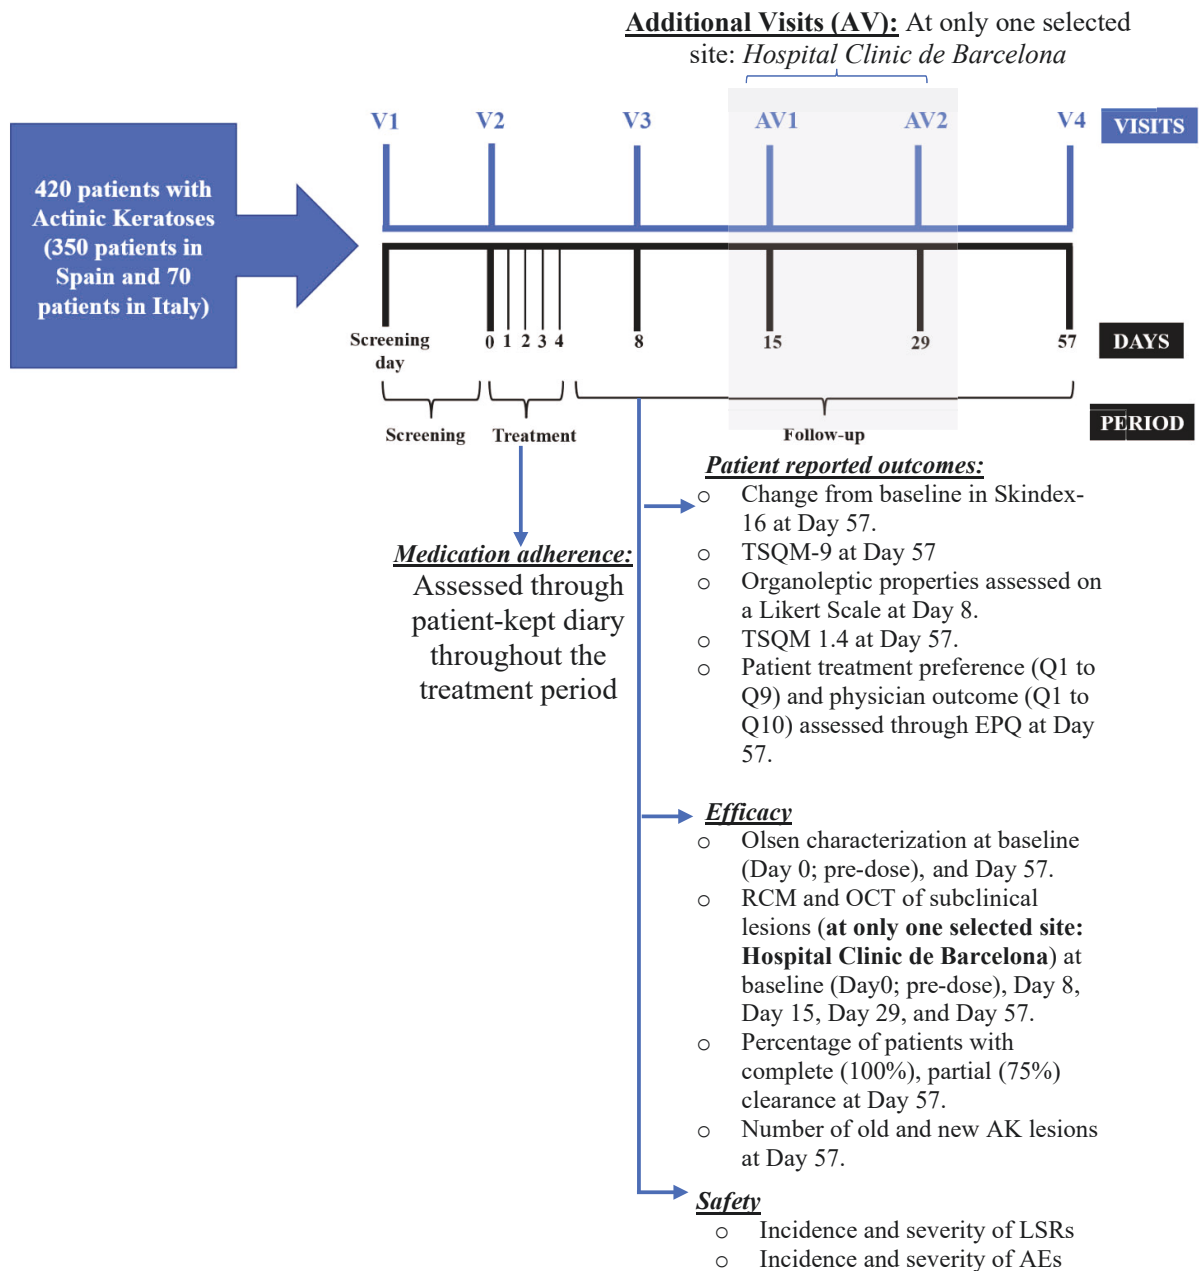 Additional Visits (AV): At only one selected
site: Hospital Clinic de Barcelona
V1 V2 V3 AV1 AV2 V4 VISITS
420 patients with
Actinic Keratoses
(350 patients in
Spain and 70
patients in Italy)
Screening
day
0 1 2 3 4 8 15 29 57 DAYS
Screening Treatment Follow-up PERIOD
Medication adherence:
Assessed through
patient-kept diary
throughout the
treatment period
Patient reported outcomes:
o Change from baseline in Skindex-
16 at Day 57.
o TSQM-9 at Day 57
o Organoleptic properties assessed on
a Likert Scale at Day 8.
o TSQM 1.4 at Day 57.
o Patient treatment preference (Q1 to
Q9) and physician outcome (Q1 to
Q10) assessed through EPQ at Day
57.
Efficacy
o Olsen characterization at baseline
(Day 0; pre-dose), and Day 57.
o RCM and OCT of subclinical
lesions (at only one selected site:
Hospital Clinic de Barcelona) at
baseline (Day0; pre-dose), Day 8,
Day 15, Day 29, and Day 57.
o Percentage of patients with
complete (100%), partial (75%)
clearance at Day 57.
o Number of old and new AK lesions
at Day 57.
Safety
o Incidence and severity of LSRs
o Incidence and severity of AEs